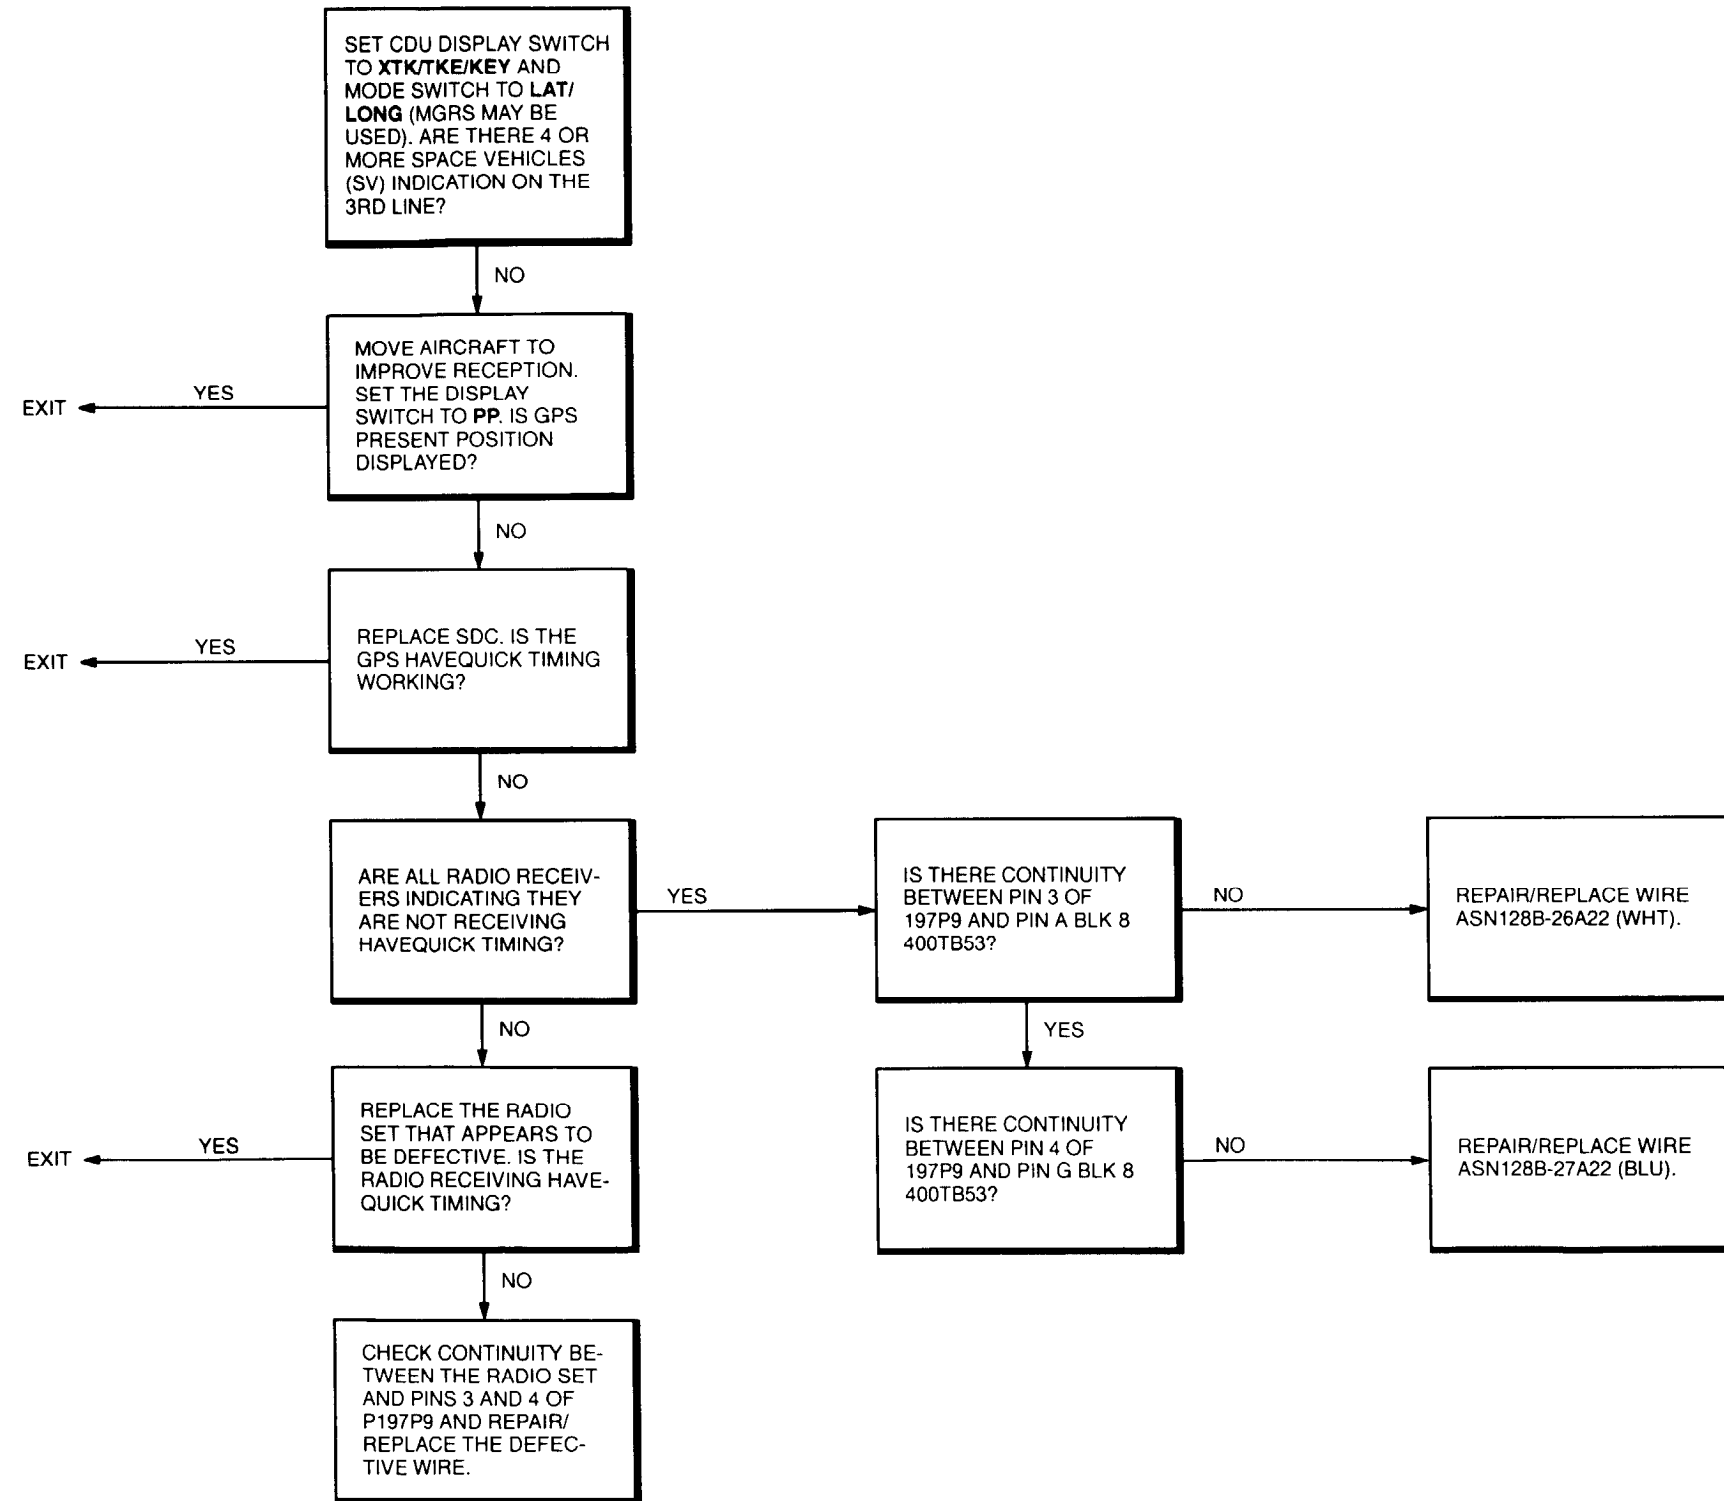 SET CDU DISPLAY SWITCH
TO XTK/TKE/KEY AND
MODE SWITCH TO LAT/
LONG (MGRS MAY BE
USED). ARE THERE 4 OR
MORE SPACE VEHICLES
(SV) INDICATION ON THE
3RD LINE?
NO
MOVE AIRCRAFT TO
IMPROVE RECEPTION.
SET THE DISPLAY
SWITCH TO PP. IS GPS
PRESENT POSITION
DISPLAYED?
YES
EXIT
NO
REPLACE SDC. IS THE
GPS HAVEQUICK TIMING
WORKING?
YES
EXIT
NO
ARE ALL RADIO RECEIV-
ERS INDICATING THEY
ARE NOT RECEIVING
HAVEQUICK TIMING?
YES
IS THERE CONTINUITY
BETWEEN PIN 3 OF
197P9 AND PIN A BLK 8
400TB53?
NO
REPAIR/REPLACE WIRE
ASN128B-26A22 (WHT).
NO
YES
REPLACE THE RADIO
SET THAT APPEARS TO
BE DEFECTIVE. IS THE
RADIO RECEIVING HAVE-
QUICK TIMING?
YES
EXIT
IS THERE CONTINUITY
BETWEEN PIN 4 OF
197P9 AND PIN G BLK 8
400TB53?
NO
REPAIR/REPLACE WIRE
ASN128B-27A22 (BLU).
NO
CHECK CONTINUITY BE-
TWEEN THE RADIO SET
AND PINS 3 AND 4 OF
P197P9 AND REPAIR/
REPLACE THE DEFEC-
TIVE WIRE.